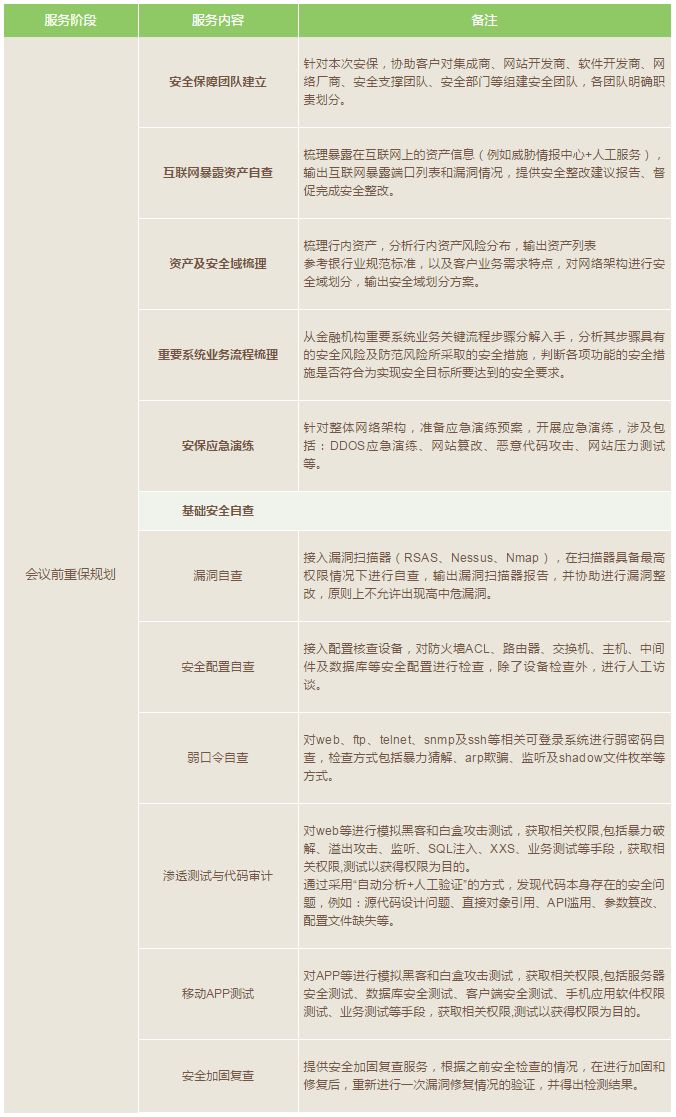 服务阶段
服务内容
备注
会议前重保规划
安全保障团队建立
针对本次安保，协助客户对集成商、网站开发商、软件开发商、网
络厂商、安全支撑团队、安全部门等组建安全团队，各团队明确职
责划分。
互联网暴露资产自查
梳理暴露在互联网上的资产信息（例如威胁情报中心+人工服务），
输出互联网暴露端口列表和漏洞情况，提供安全整改建议报告、督
促完成安全整改。
资产及安全域梳理
梳理行内资产，分析行内资产风险分布，输出资产列表
参考银行业规范标准，以及客户业务需求特点，对网络架构进行安
全域划分，输出安全域划分方案。
重要系统业务流程梳理
从金融机构重要系统业务关键流程步骤分解入手，分析其步骤具有
的安全风险及防范风险所采取的安全措施，判断各项功能的安全措
施是否符合为实现安全目标所要达到的安全要求。
安保应急演练
针对整体网络架构，准备应急演练预案，开展应急演练，涉及
包括：DDOS应急演练、网站篡改、恶意代码攻击、网站压力测试
等。
基础安全自查
漏洞自查
接入漏洞扫描器（RSAS、Nessus、Nmap），在扫描器具备最高
权限情况下进行自查，输出漏洞扫描器报告，并协助进行漏洞整
改，原则上不允许出现高中危漏洞。
安全配置自查
接入配置核查设备，对防火墙ACL、路由器、交换机、主机、中间
件及数据库等安全配置进行检查，除了设备检查外，进行人工访
谈。
弱口令自查
对web、ftp、telnet、snmp及ssh等相关可登录系统进行弱密码自
查，检查方式包括暴力猜解、arp欺骗、监听及shadow文件枚举等
方式。
渗透测试与代码审计
对web等进行模拟黑客和白盒攻击测试，获取相关权限,包括暴力破
解、溢出攻击、监听、SQL注入、XXS、业务测试等手段，获取相
关权限,测试以获得权限为目的。
通过采用“自动分析+人工验证”的方式，发现代码本身存在的安全问
题，例如：源代码设计问题、直接对象引用、API滥用、参数篡改、
配置文件缺失等。
移动APP测试
对APP等进行模拟黑客和白盒攻击测试，获取相关权限,包括服务器
安全测试、数据库安全测试、客户端安全测试、手机应用软件权限
测试、业务测试等手段，获取相关权限,测试以获得权限为目的。
安全加固复查
提供安全加固复查服务，根据之前安全检查的情况，在进行加固和
修复后，重新进行一次漏洞修复情况的验证，并得出检测结果。